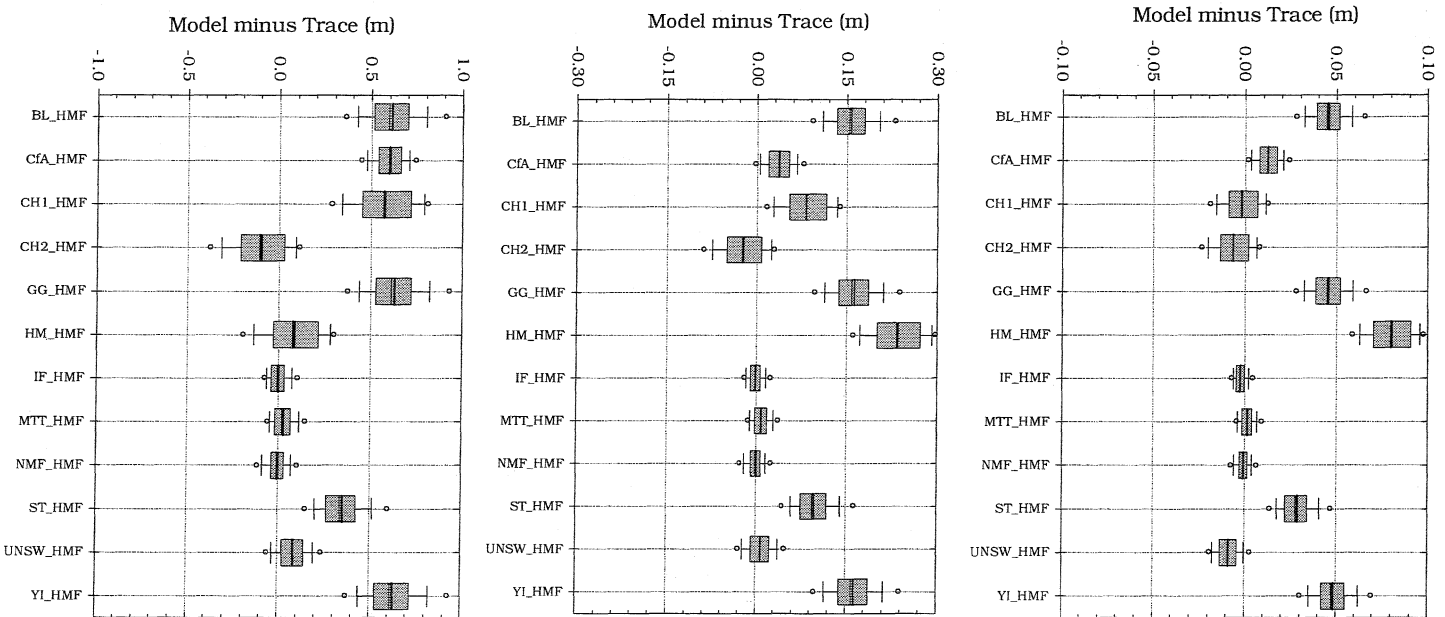 Model minus Trace (m)
-1.0 -0.5 0.0 0.5 1.0
BL_HMF
CfA_HMF
CH1_HMF
CH2_HMF
GG_HMF
HM_HMF
IF_HMF
MTT_HMF
NMF_HMF
ST_HMF
UNSW_HMF
YI_HMF
Model minus Trace (m)
-0.30 -0.15 0.00 0.15 0.30
BL_HMF
CfA_HMF
CH1_HMF
CH2_HMF
GG_HMF
HM_HMF
IF_HMF
MTT_HMF
NMF_HMF
ST_HMF
UNSW_HMF
YI_HMF
Model minus Trace (m)
-0.10 -0.05 0.00 0.05 0.10
BL_HMF
CfA_HMF
CH1_HMF
CH2_HMF
GG_HMF
HM_HMF
IF_HMF
MTT_HMF
NMF_HMF
ST_HMF
UNSW_HMF
YI_HMF